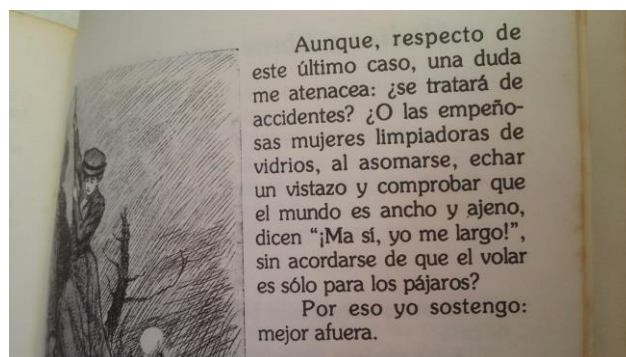 Aunque, respecto de
este último caso, una duda
me atenacea: ¿se tratará de
accidentes? ¿O las empeño-
sas mujeres limpiadoras de
vidrios, al asomarse, echar
un vistazo y comprobar que
el mundo es ancho y ajeno,
dicen “¡Ma sí, yo me largo!”,
sin acordarse de que el volar
es sólo para los pájaros?
Por eso yo sostengo:
mejor afuera.